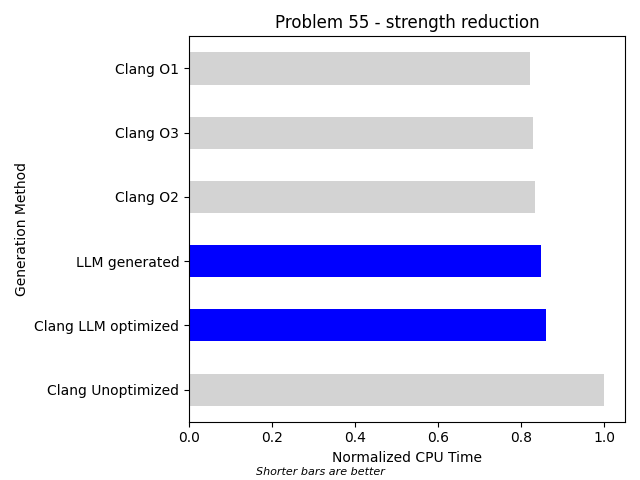 Problem 55 - strength reduction
Generation Method
Clang O1
Clang O3
Clang O2
LLM generated
Clang LLM optimized
Clang Unoptimized
0.0 0.2 0.4 0.6 0.8 1.0
Normalized CPU Time
Shorter bars are better